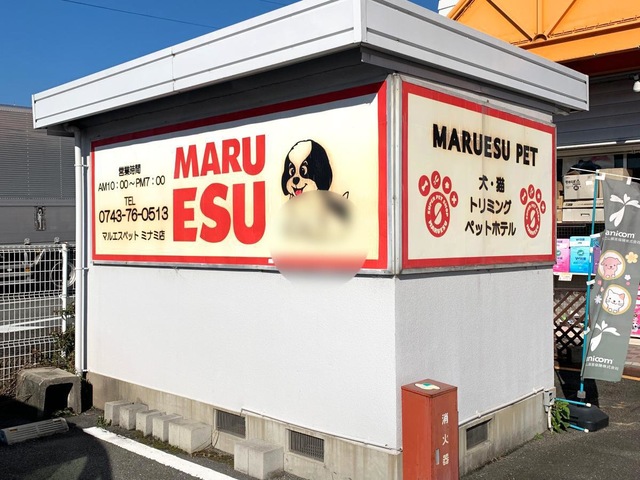 営業時間
AM10:00～PM7:00
TEL
0743-76-0513
マルエスペット ミナミ店
MARU
ESU
MARUESU PET
犬・猫
トリミング
ペットホテル
消火器
anicom
anicom